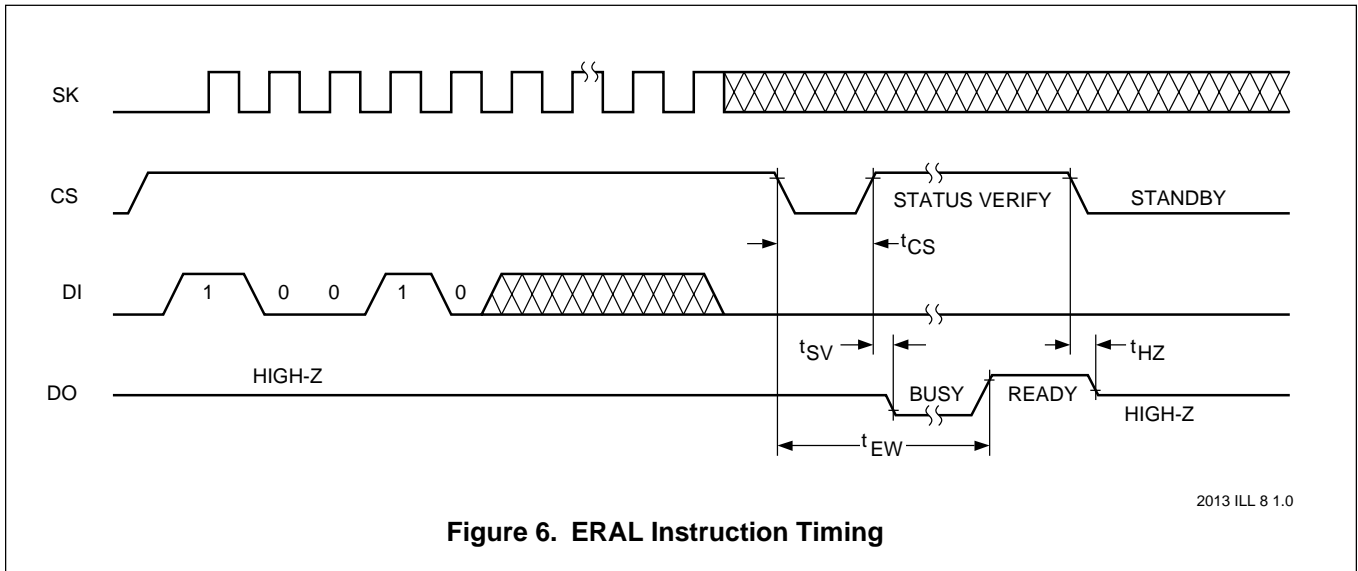 SK
CS
STATUS VERIFY
STANDBY
tCS
DI
1 0 0 1 0
tSV
tHZ
HIGH-Z
DO
BUSY
READY
HIGH-Z
tEW
2013 ILL 8 1.0
Figure 6. ERAL Instruction Timing